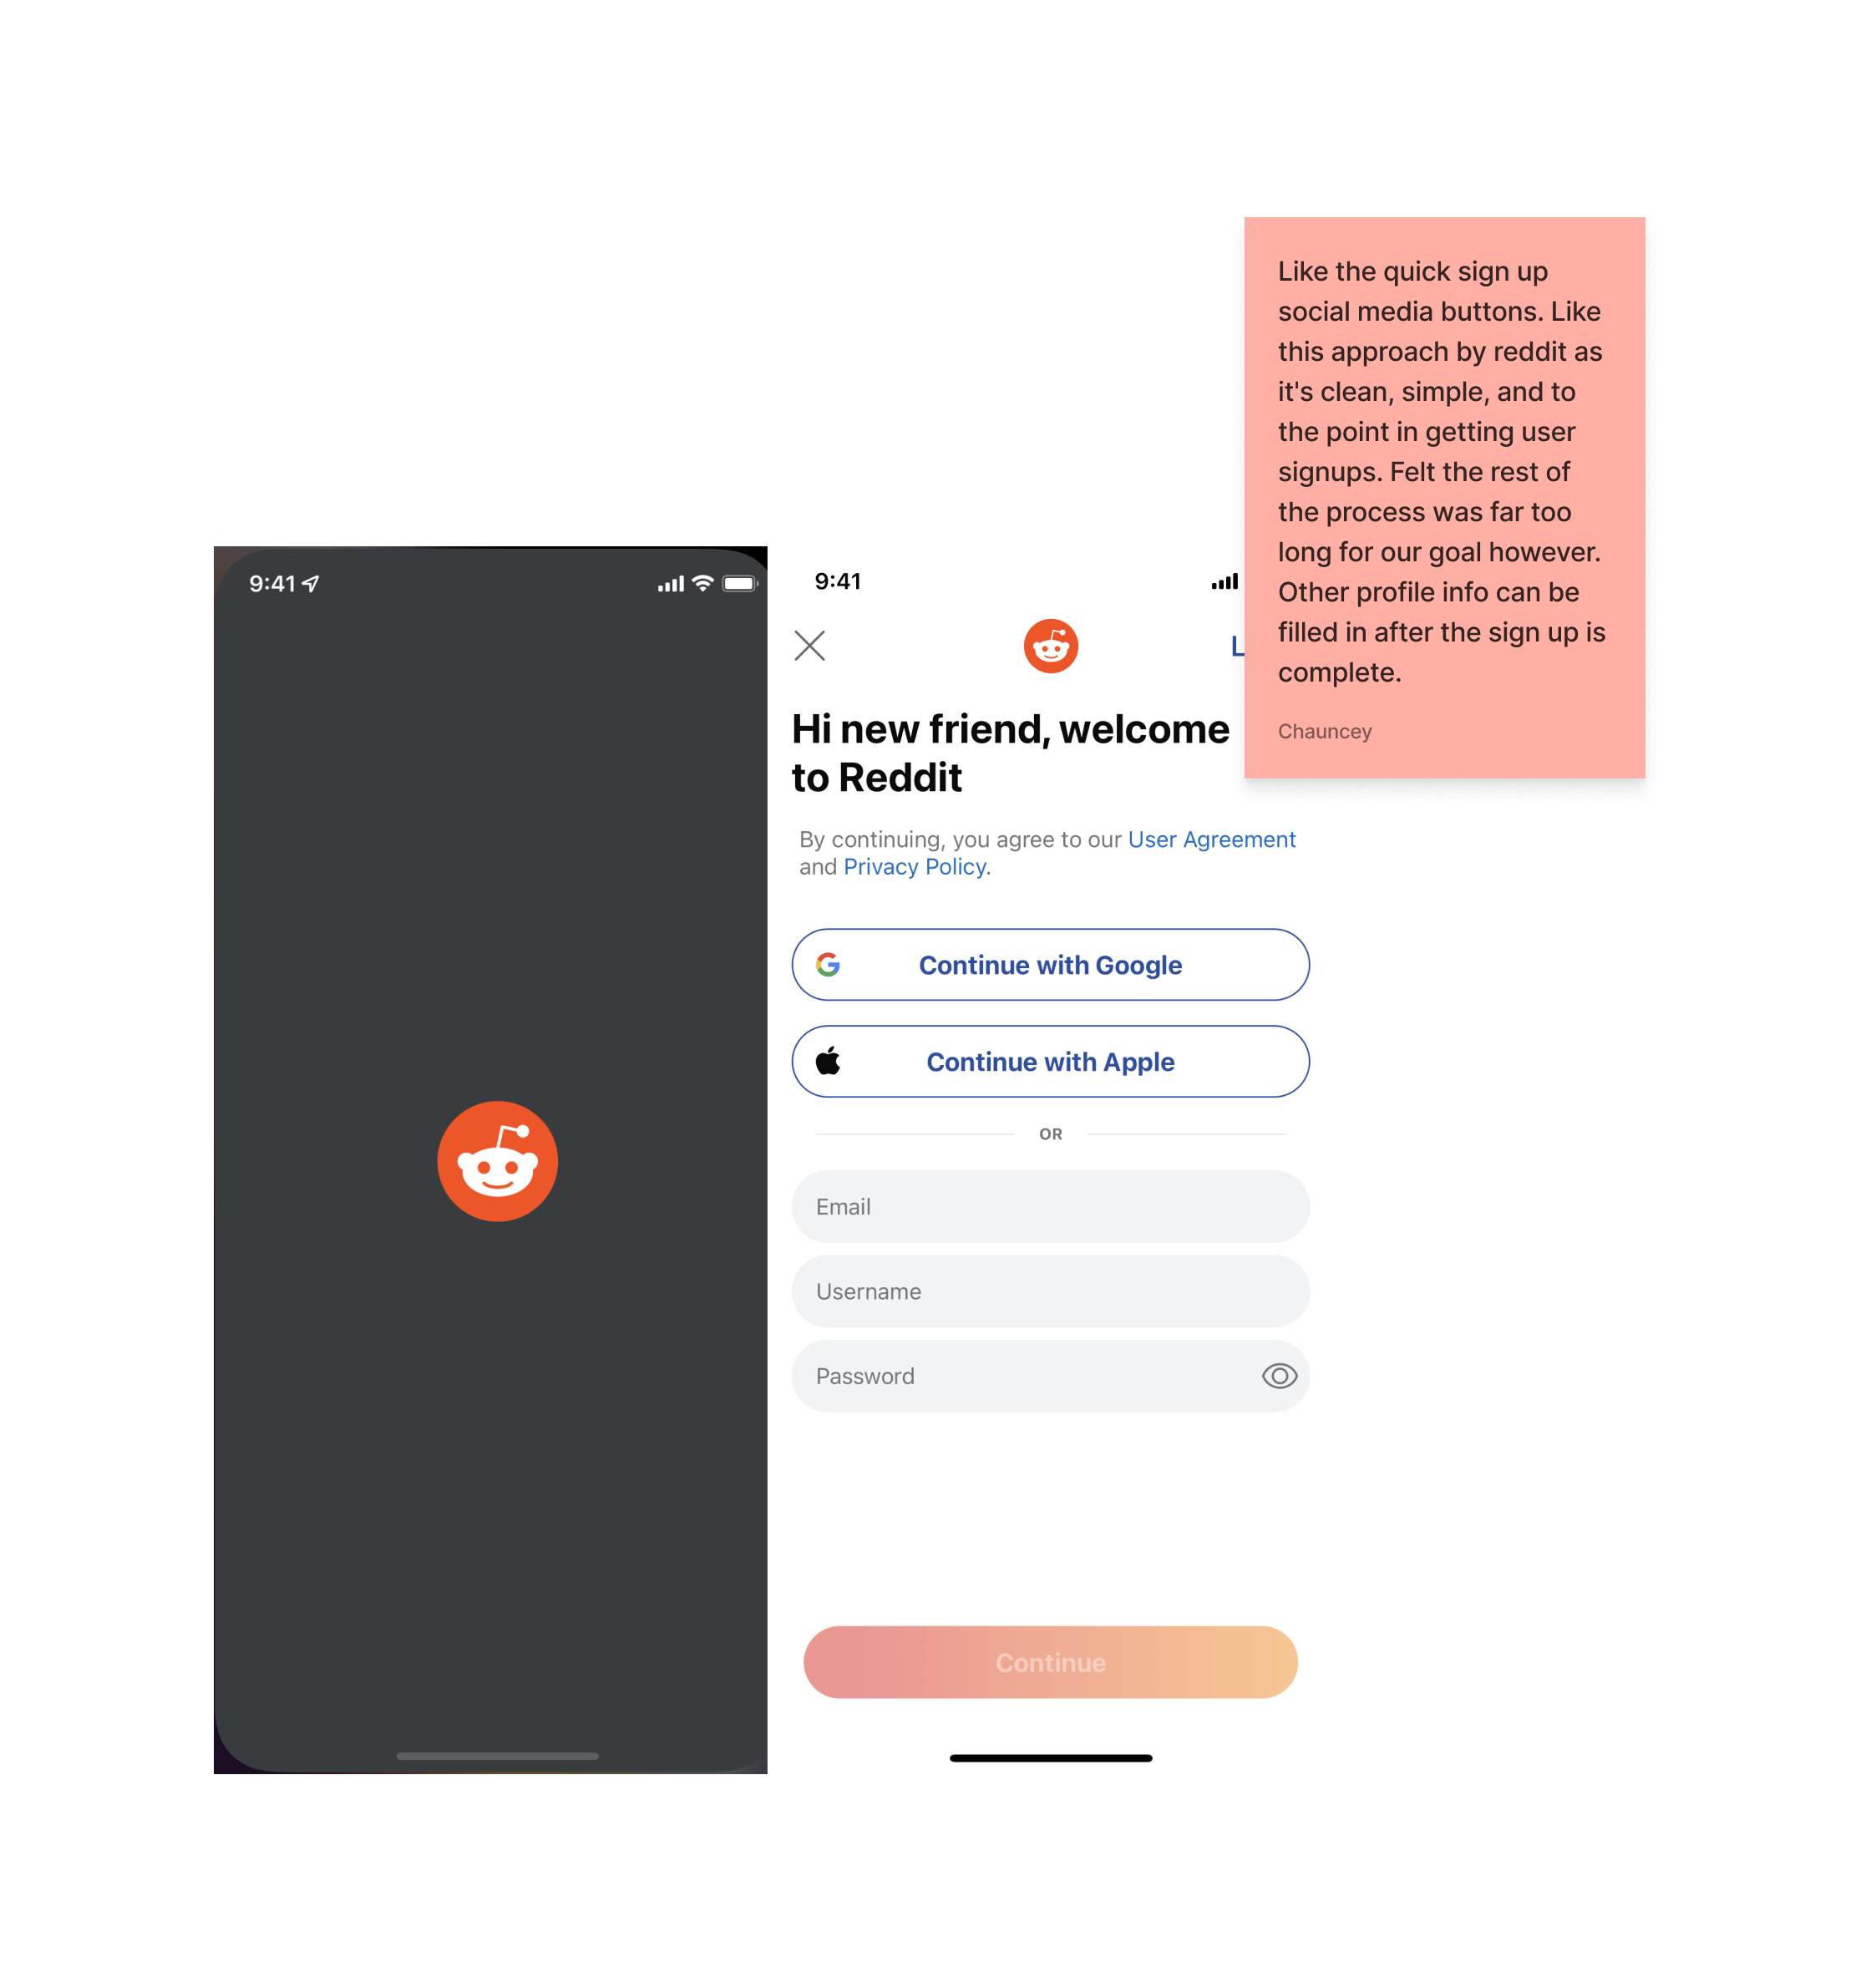 Like the quick sign up
social media buttons. Like
this approach by reddit as
it's clean, simple, and to
the point in getting user
signups. Felt the rest of
the process was far too
long for our goal however.
Other profile info can be
filled in after the sign up is
complete.
Chauncey
9:41
9:41
Hi new friend, welcome
to Reddit
By continuing, you agree to our User Agreement
and Privacy Policy.
Continue with Google
Continue with Apple
OR
Email
Username
Password
Continue